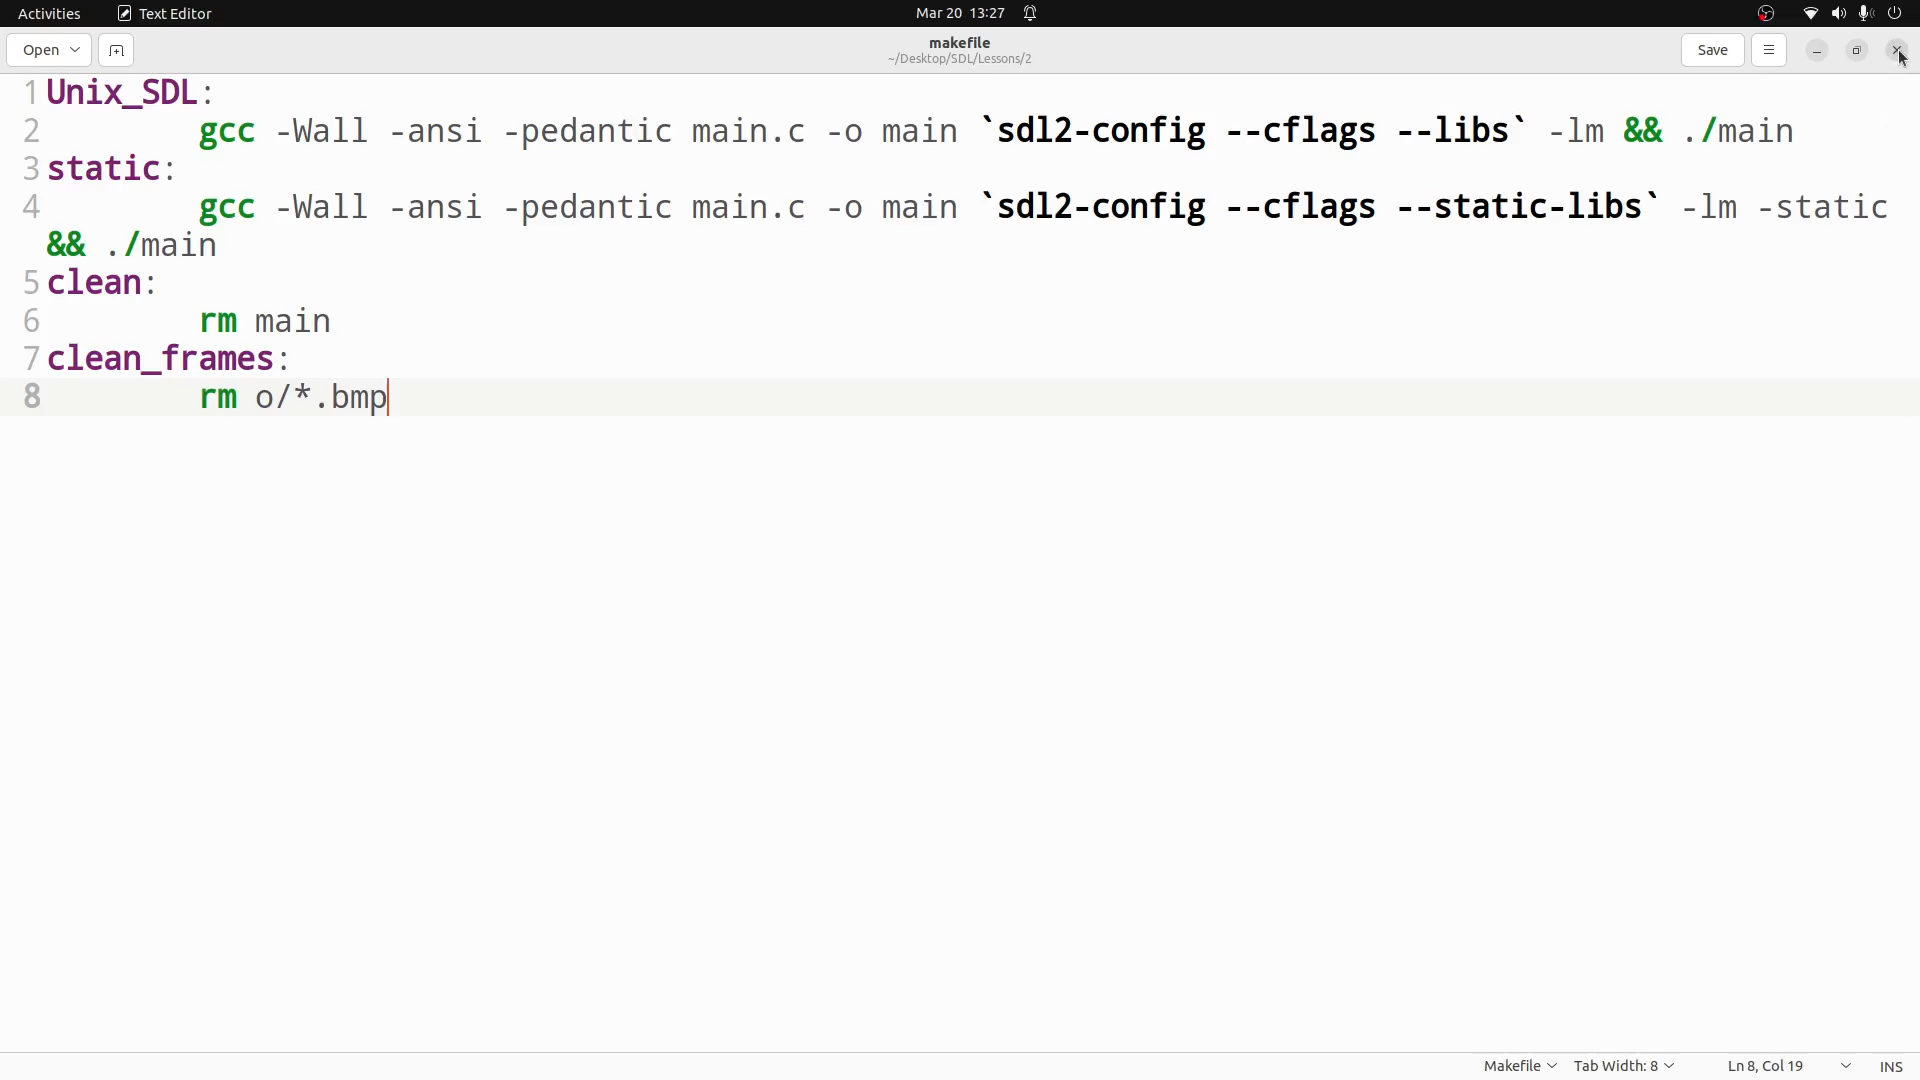 Activities Text Editor Mar 20 13:27
Open makefile Save
~/Desktop/SDL/Lessons/2
1 Unix_SDL:
2 gcc -Wall -ansi -pedantic main.c -o main `sdl2-config --cflags --libs` -lm && ./main
3 static:
4 gcc -Wall -ansi -pedantic main.c -o main `sdl2-config --cflags --static-libs` -lm -static
&& ./main
5 clean:
6 rm main
7 clean_frames:
8 rm o/*.bmp
Makefile Tab Width: 8 Ln 8, Col 19 INS